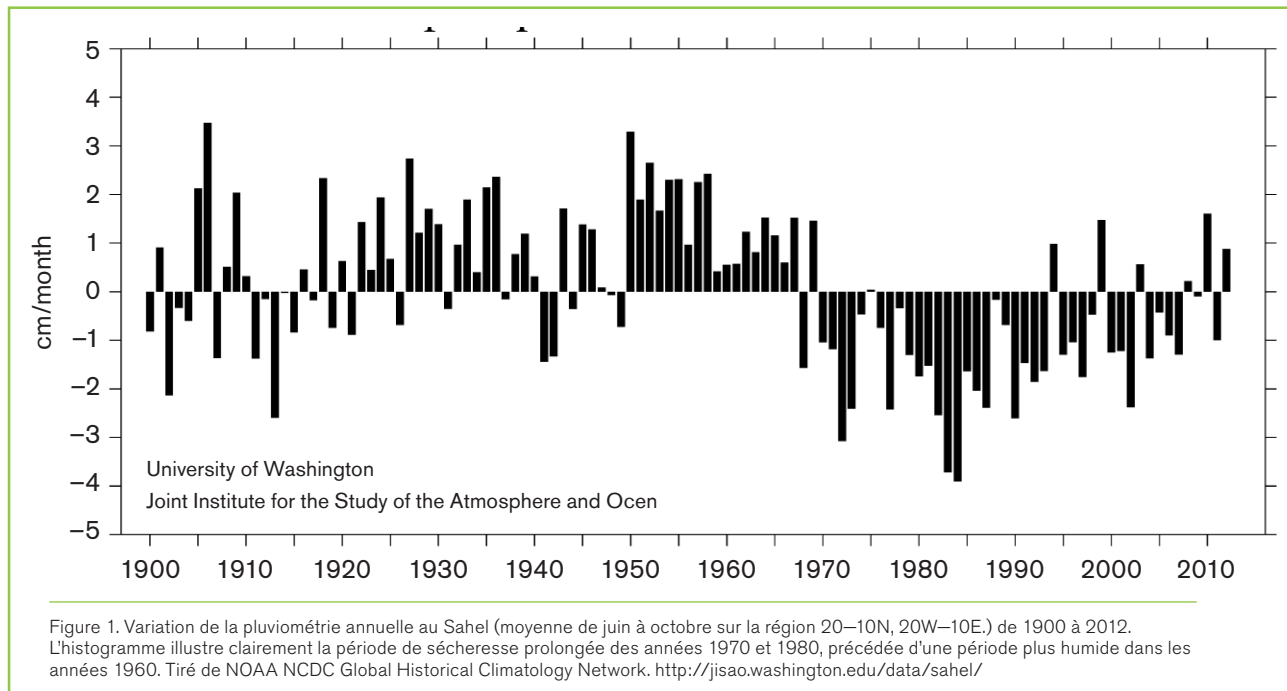 5
4
3
2
1
0
−1
−2
−3
−4
−5
cm/month
University of Washington
Joint Institute for the Study of the Atmosphere and Ocen
1900 1910 1920 1930 1940 1950 1960 1970 1980 1990 2000 2010
Figure 1. Variation de la pluviométrie annuelle au Sahel (moyenne de juin à octobre sur la région 20—10N, 20W—10E.) de 1900 à 2012.
L'histogramme illustre clairement la période de sécheresse prolongée des années 1970 et 1980, précédée d'une période plus humide dans les
années 1960. Tiré de NOAA NCDC Global Historical Climatology Network. http://jisao.washington.edu/data/sahel/